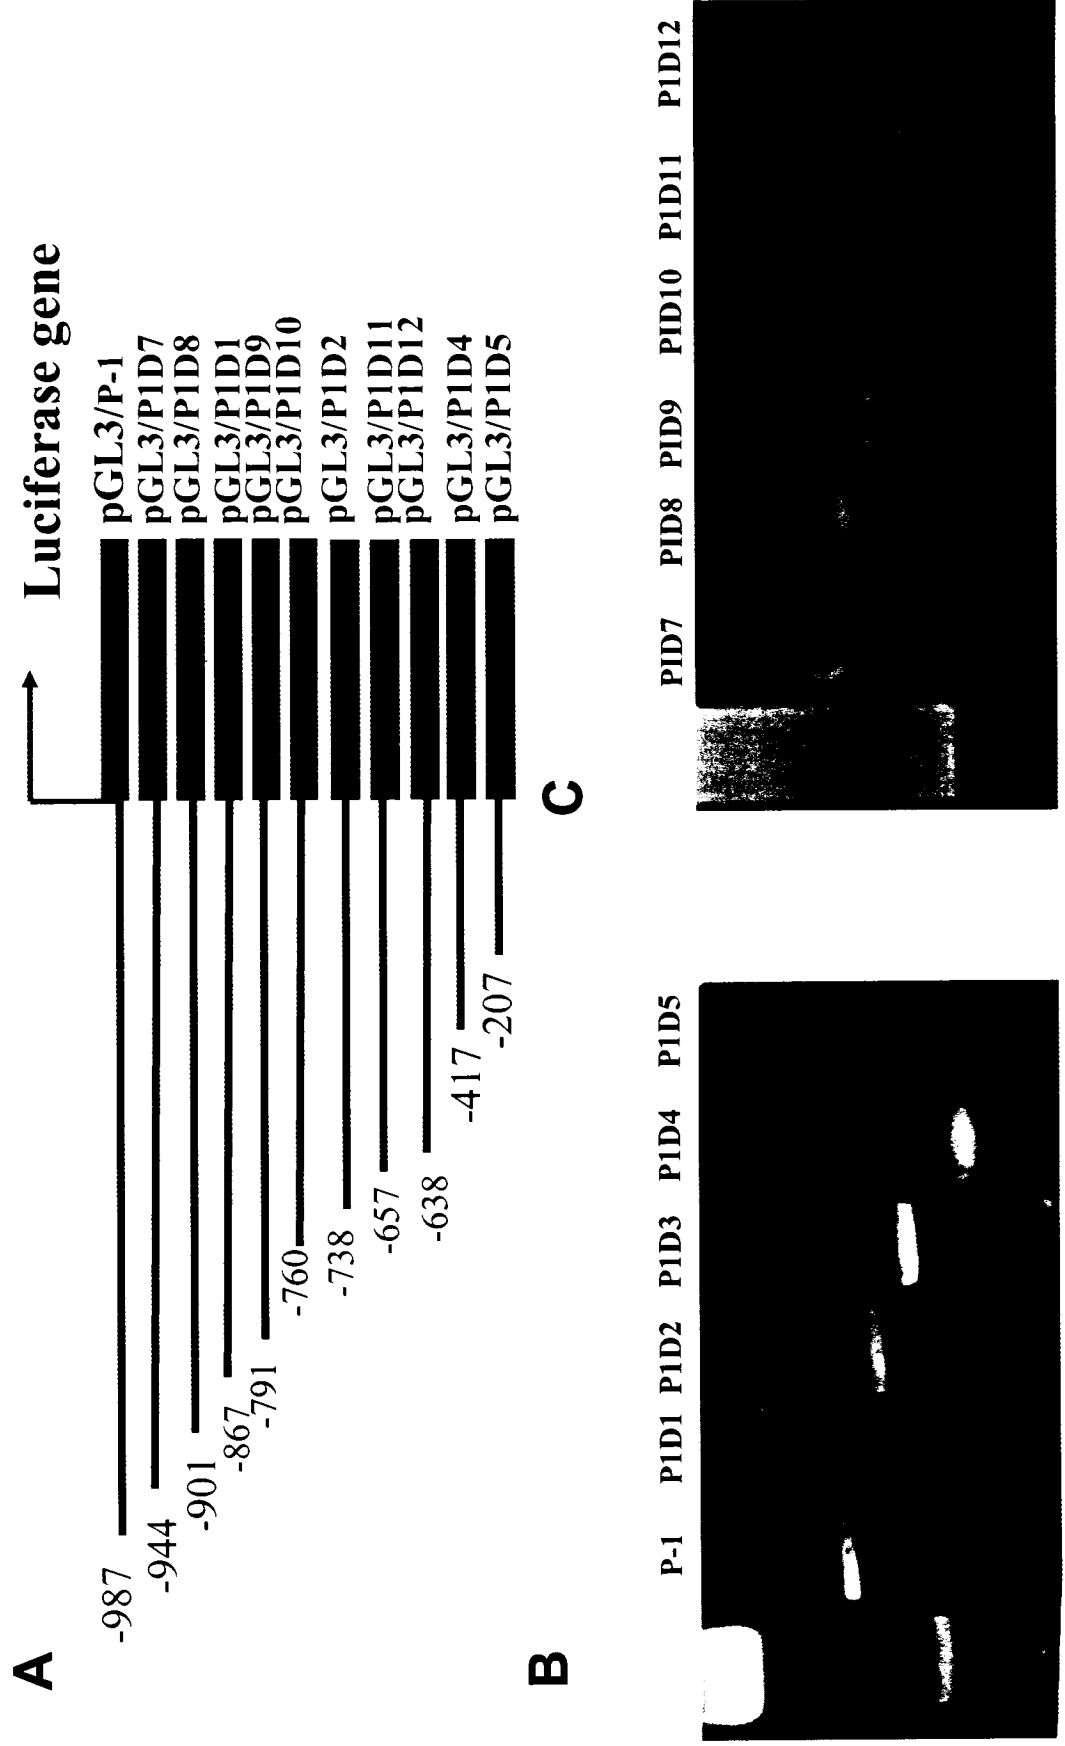 A
Luciferase gene
-987 pGL3/P-1
-944 pGL3/P1D7
-901 pGL3/P1D8
-867 pGL3/P1D1
-791 pGL3/P1D9
-760 pGL3/P1D10
-738 pGL3/P1D2
-657 pGL3/P1D11
-638 pGL3/P1D12
-417 pGL3/P1D4
-207 pGL3/P1D5
B
P-1 P1D1 P1D2 P1D3 P1D4 P1D5
C
PID7 PID8 PID9 PID10 P1D11 P1D12